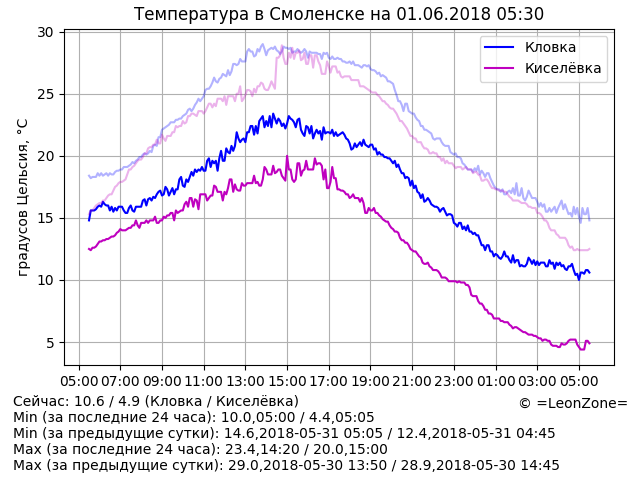 Температура в Смоленске на 01.06.2018 05:30
30
25
20
15
10
5
градусов Цельсия, °C
Кловка
Киселёвка
05:00 07:00 09:00 11:00 13:00 15:00 17:00 19:00 21:00 23:00 01:00 03:00 05:00
Сейчас: 10.6 / 4.9 (Кловка / Киселёвка)
© =LeonZone=
Min (за последние 24 часа): 10.0,05:00 / 4.4,05:05
Min (за предыдущие сутки): 14.6,2018-05-31 05:05 / 12.4,2018-05-31 04:45
Max (за последние 24 часа): 23.4,14:20 / 20.0,15:00
Max (за предыдущие сутки): 29.0,2018-05-30 13:50 / 28.9,2018-05-30 14:45